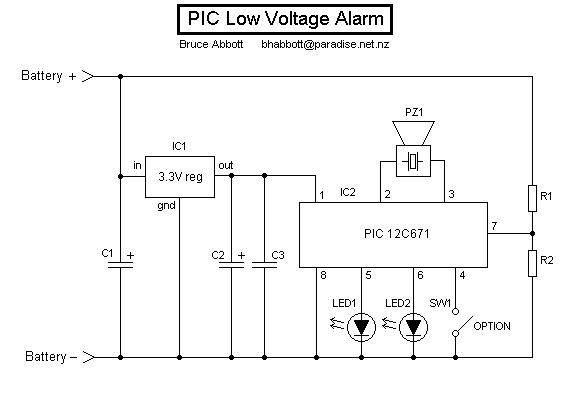 PIC Low Voltage Alarm
Bruce Abbott bhabbott@paradise.net.nz
Battery +
PZ1
IC1
in
out
3.3V reg
gnd
IC2
1
2
3
R1
PIC 12C671
7
C1
+
C2
+
C3
R2
8
5
6
4
LED1
LED2
SW1
OPTION
Battery –